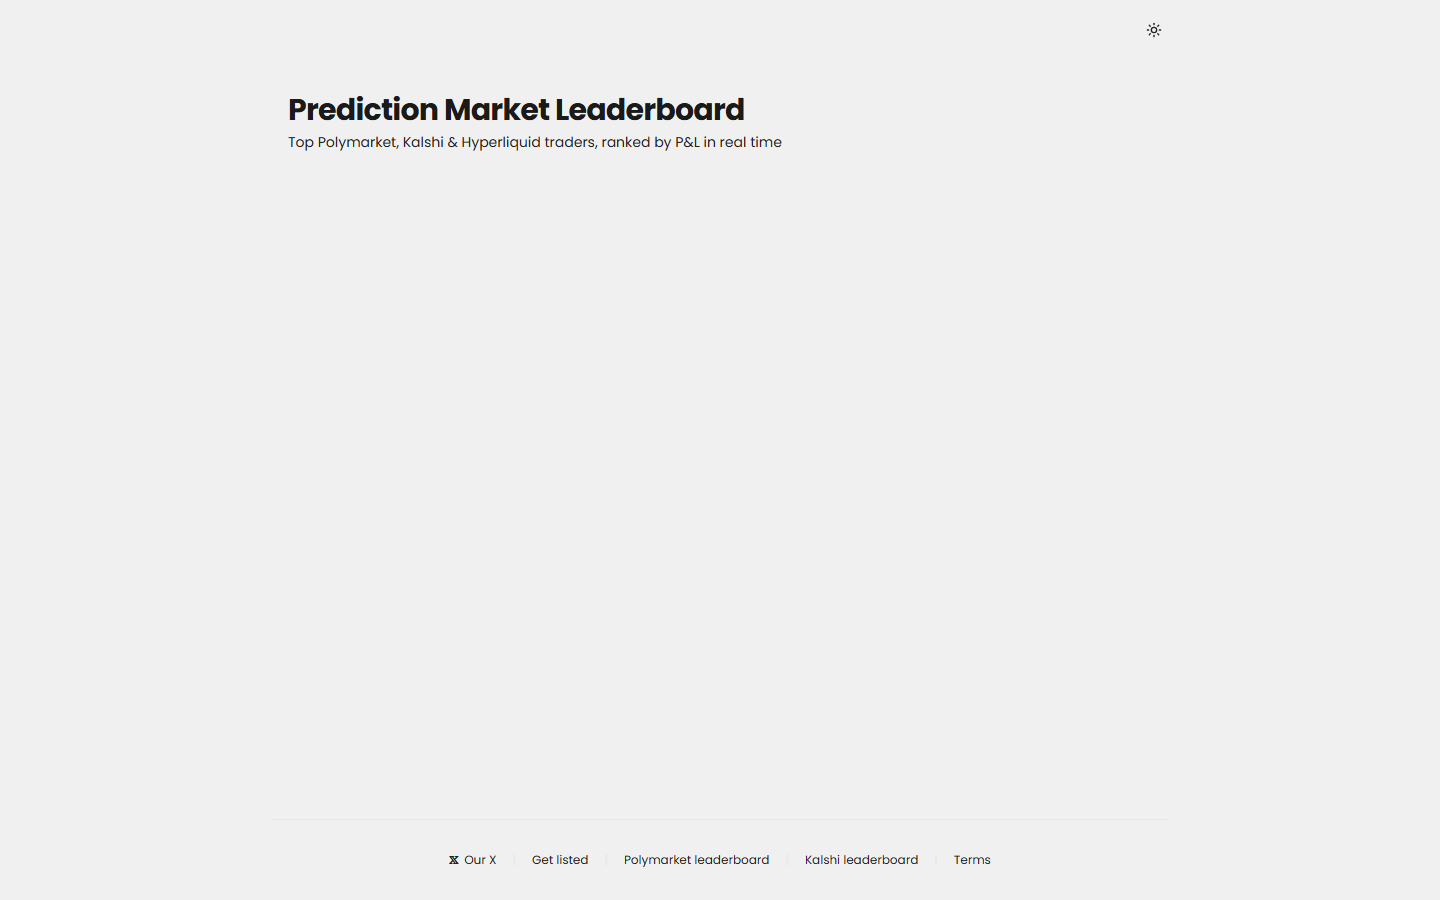 Prediction Market Leaderboard
Top Polymarket, Kalshi & Hyperliquid traders, ranked by P&L in real time
𝕏 Our X | Get listed | Polymarket leaderboard | Kalshi leaderboard | Terms